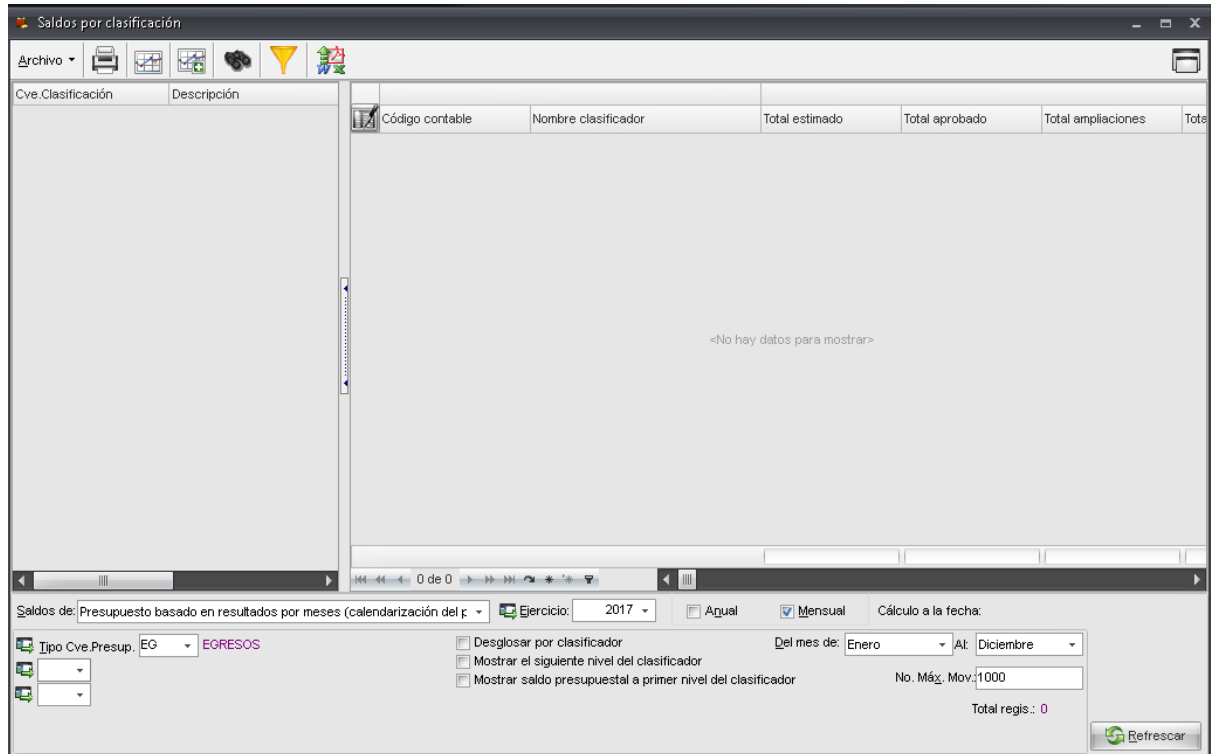 Saldos por clasificación
Archivo
Cve.Clasificación Descripción
Código contable Nombre clasificador Total estimado Total aprobado Total ampliaciones Tota
<No hay datos para mostrar>
0 de 0
Saldos de: Presupuesto basado en resultados por meses (calendarización del p Ejercicio: 2017 Anual Mensual Cálculo a la fecha:
Tipo Cve.Presup. EG EGRESOS Desglosar por clasificador Del mes de: Enero Al: Diciembre
Mostrar el siguiente nivel del clasificador
Mostrar saldo presupuestal a primer nivel del clasificador No. Máx. Mov.:1000
Total regis.: 0
Refrescar